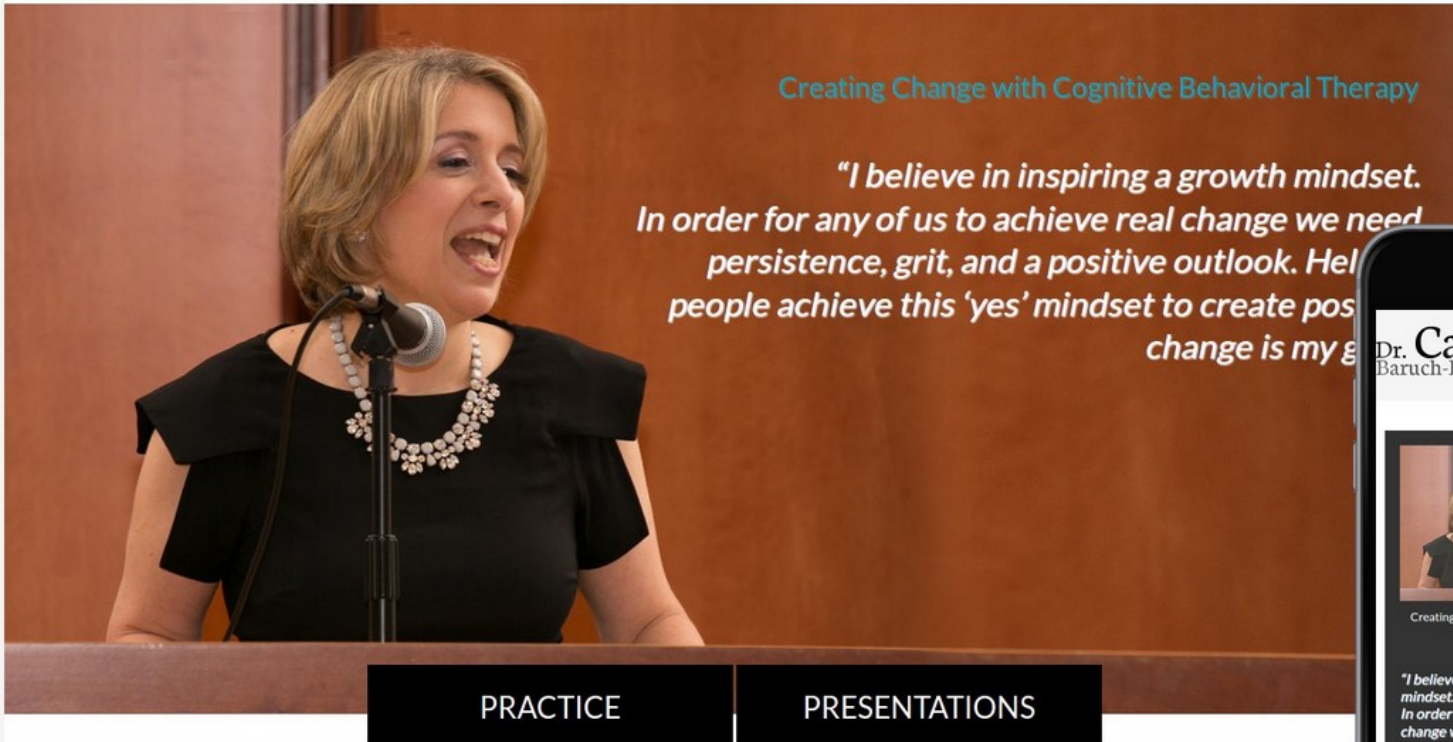 Creating Change with Cognitive Behavioral Therapy
“I believe in inspiring a growth mindset.
In order for any of us to achieve real change we need
persistence, grit, and a positive outlook.
people achieve this ‘yes’ mindset to create
change is my
PRACTICE
PRESENTATIONS
Dr.
Creating
"I believe
mindset.
In order
change